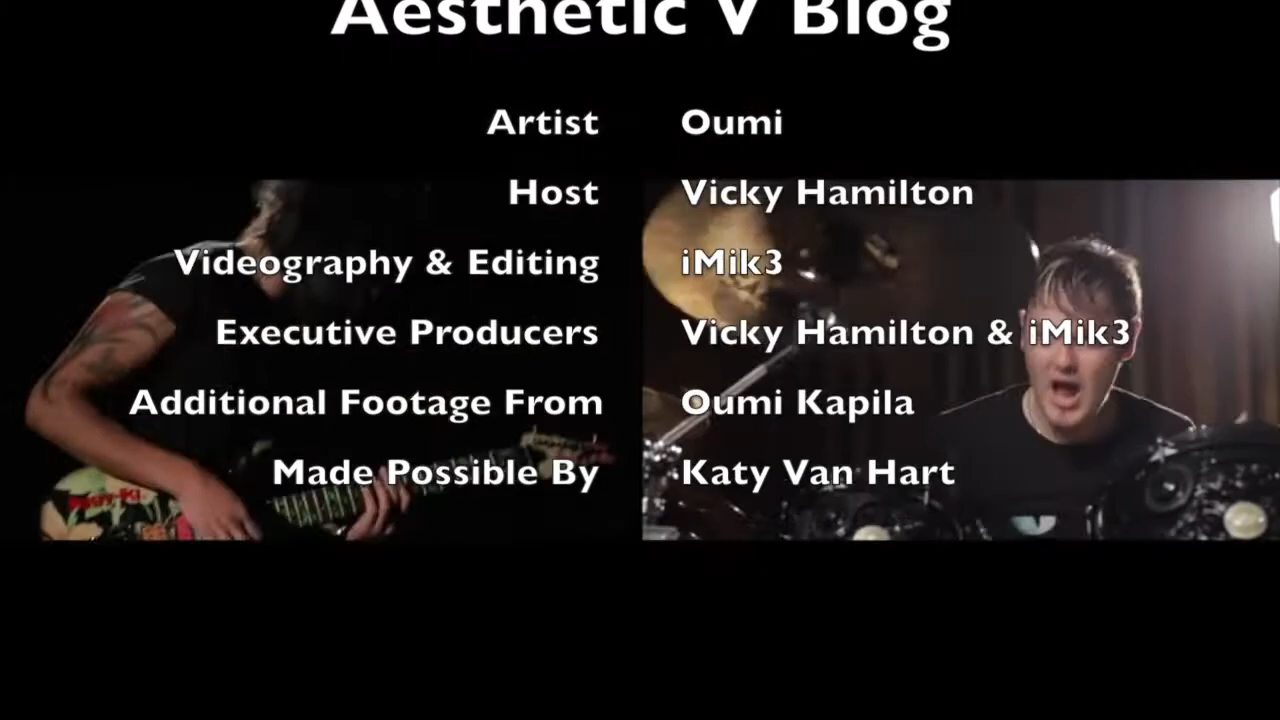 Aesthetic V Blog
Artist Oumi
Host Vicky Hamilton
Videography & Editing iMik3
Executive Producers Vicky Hamilton & iMik3
Additional Footage From Oumi Kapila
Made Possible By Katy Van Hart